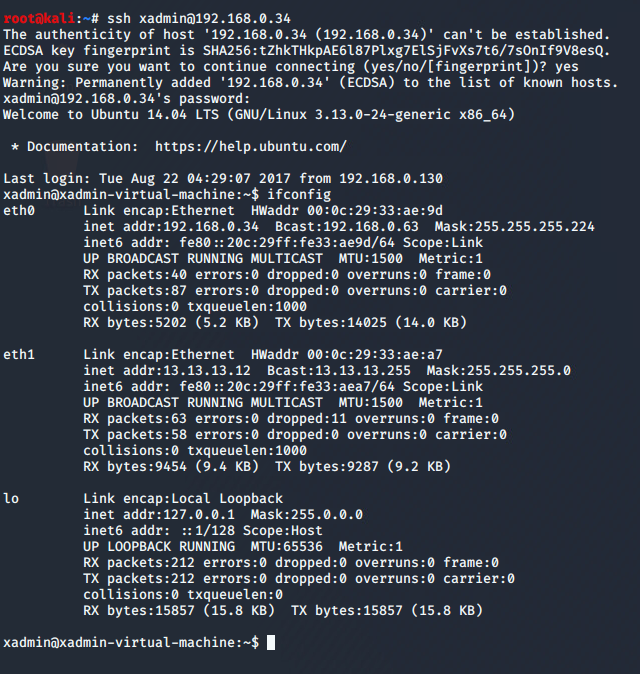 root@kali:~# ssh xadmin@192.168.0.34
The authenticity of host '192.168.0.34 (192.168.0.34)' can't be established.
ECDSA key fingerprint is SHA256:tZhkTHkpAE6l87Plxg7ElSjFvXs7t6/7sOnIf9V8esQ.
Are you sure you want to continue connecting (yes/no/[fingerprint])? yes
Warning: Permanently added '192.168.0.34' (ECDSA) to the list of known hosts.
xadmin@192.168.0.34's password:
Welcome to Ubuntu 14.04 LTS (GNU/Linux 3.13.0-24-generic x86_64)

 * Documentation:  https://help.ubuntu.com/

Last login: Tue Aug 22 04:29:07 2017 from 192.168.0.130
xadmin@xadmin-virtual-machine:~$ ifconfig
eth0      Link encap:Ethernet  HWaddr 00:0c:29:33:ae:9d
          inet addr:192.168.0.34  Bcast:192.168.0.63  Mask:255.255.255.224
          inet6 addr: fe80::20c:29ff:fe33:ae9d/64 Scope:Link
          UP BROADCAST RUNNING MULTICAST  MTU:1500  Metric:1
          RX packets:40 errors:0 dropped:0 overruns:0 frame:0
          TX packets:87 errors:0 dropped:0 overruns:0 carrier:0
          collisions:0 txqueuelen:1000
          RX bytes:5202 (5.2 KB)  TX bytes:14025 (14.0 KB)

eth1      Link encap:Ethernet  HWaddr 00:0c:29:33:ae:a7
          inet addr:13.13.13.12  Bcast:13.13.13.255  Mask:255.255.255.0
          inet6 addr: fe80::20c:29ff:fe33:aea7/64 Scope:Link
          UP BROADCAST RUNNING MULTICAST  MTU:1500  Metric:1
          RX packets:63 errors:0 dropped:11 overruns:0 frame:0
          TX packets:58 errors:0 dropped:0 overruns:0 carrier:0
          collisions:0 txqueuelen:1000
          RX bytes:9454 (9.4 KB)  TX bytes:9287 (9.2 KB)

lo        Link encap:Local Loopback
          inet addr:127.0.0.1  Mask:255.0.0.0
          inet6 addr: ::1/128 Scope:Host
          UP LOOPBACK RUNNING  MTU:65536  Metric:1
          RX packets:212 errors:0 dropped:0 overruns:0 frame:0
          TX packets:212 errors:0 dropped:0 overruns:0 carrier:0
          collisions:0 txqueuelen:0
          RX bytes:15857 (15.8 KB)  TX bytes:15857 (15.8 KB)

xadmin@xadmin-virtual-machine:~$